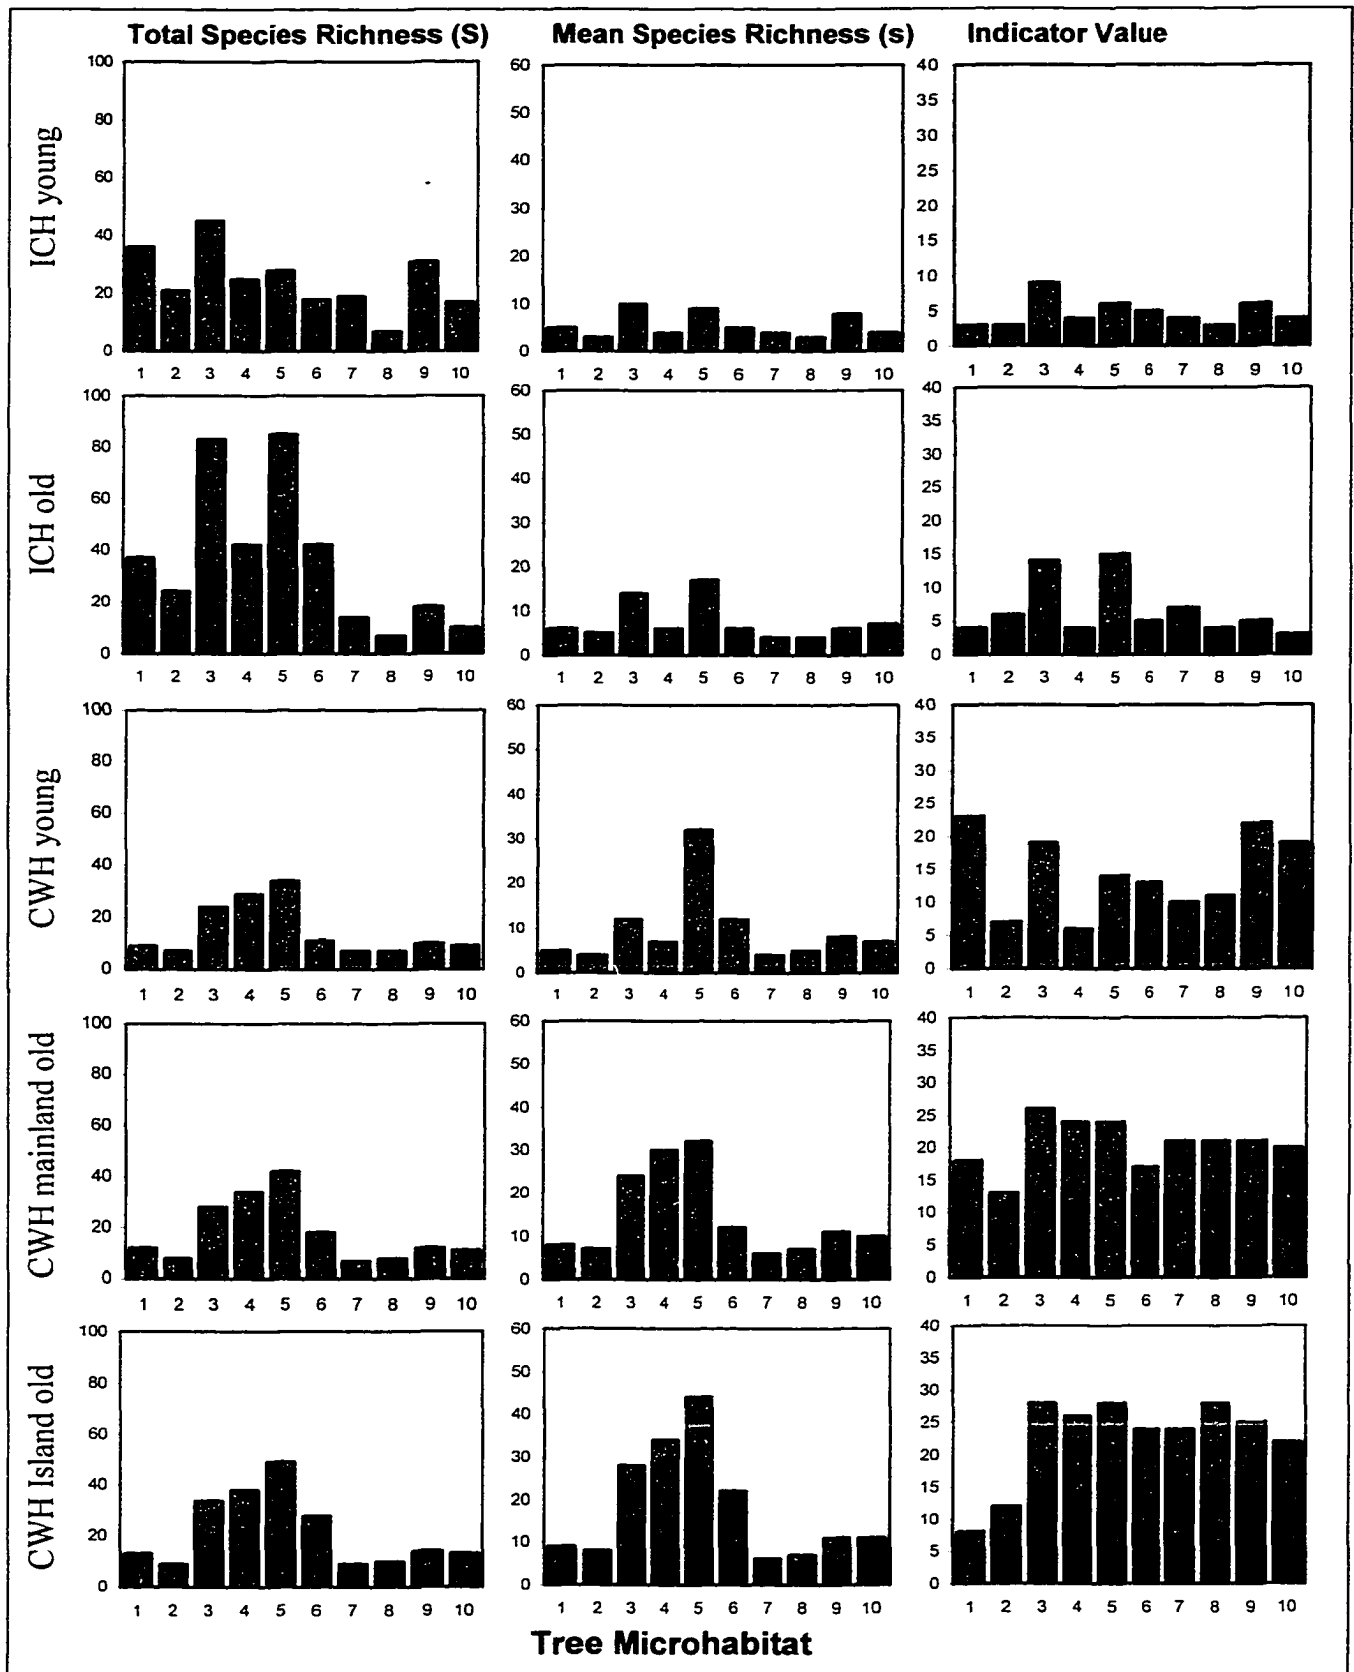 Total Species Richness (S) Mean Species Richness (s) Indicator Value
ICH young
100 80 60 40 20 0
60 50 40 30 20 10 0
40 35 30 25 20 15 10 5 0
1 2 3 4 5 6 7 8 9 10
1 2 3 4 5 6 7 8 9 10
1 2 3 4 5 6 7 8 9 10
ICH old
100 80 60 40 20 0
60 50 40 30 20 10 0
40 35 30 25 20 15 10 5 0
1 2 3 4 5 6 7 8 9 10
1 2 3 4 5 6 7 8 9 10
1 2 3 4 5 6 7 8 9 10
CWH young
100 80 60 40 20 0
60 50 40 30 20 10 0
40 35 30 25 20 15 10 5 0
1 2 3 4 5 6 7 8 9 10
1 2 3 4 5 6 7 8 9 10
1 2 3 4 5 6 7 8 9 10
CWH mainland old
100 80 60 40 20 0
60 50 40 30 20 10 0
40 35 30 25 20 15 10 5 0
1 2 3 4 5 6 7 8 9 10
1 2 3 4 5 6 7 8 9 10
1 2 3 4 5 6 7 8 9 10
CWH Island old
100 80 60 40 20 0
60 50 40 30 20 10 0
40 35 30 25 20 15 10 5 0
1 2 3 4 5 6 7 8 9 10
1 2 3 4 5 6 7 8 9 10
1 2 3 4 5 6 7 8 9 10
Tree Microhabitat